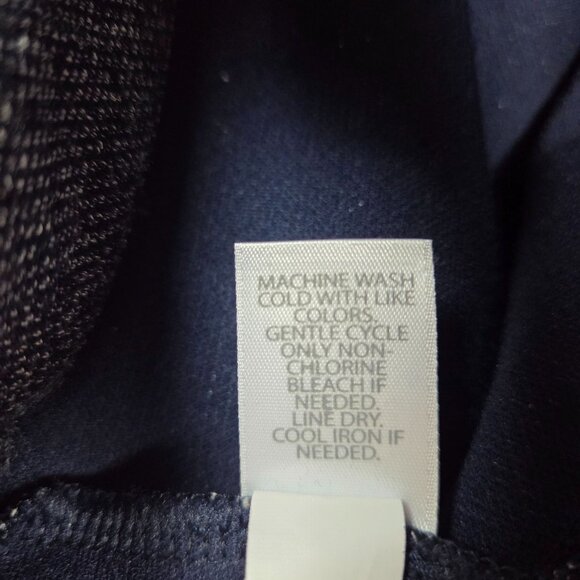 MACHINE WASH
COLD WITH LIKE
COLORS.
GENTLE CYCLE
ONLY NON-
CHLORINE
BLEACH IF
NEEDED.
LINE DRY.
COOL IRON IF
NEEDED.